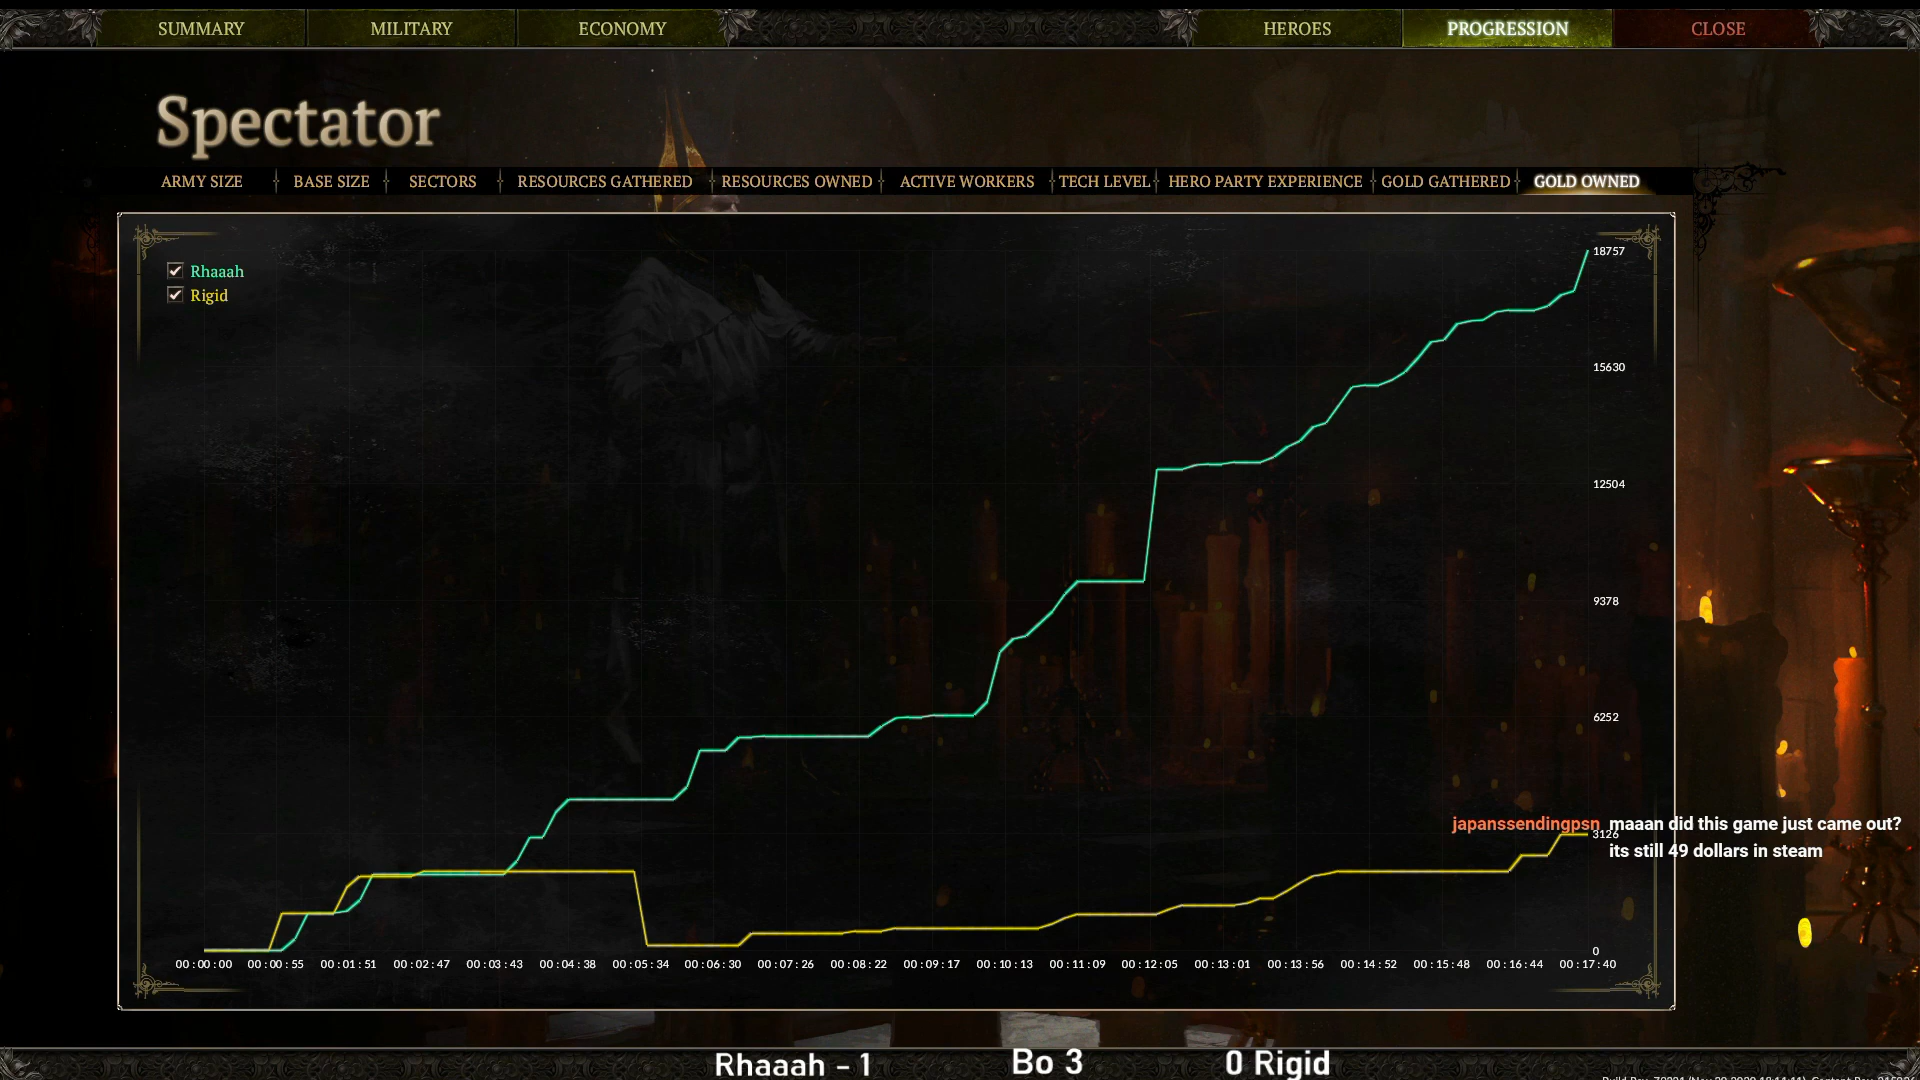 SUMMARY
MILITARY
ECONOMY
HEROES
PROGRESSION
CLOSE
Spectator
ARMY SIZE
BASE SIZE
SECTORS
RESOURCES GATHERED
RESOURCES OWNED
ACTIVE WORKERS
TECH LEVEL
HERO PARTY EXPERIENCE
GOLD GATHERED
GOLD OWNED
Rhaaah
Rigid
18757
15630
12504
9378
6252
3126
0
japanssendingpsn maaan did this game just came out?
its still 49 dollars in steam
00:00:00
00:00:55
00:01:51
00:02:47
00:03:43
00:04:38
00:05:34
00:06:30
00:07:26
00:08:22
00:09:17
00:10:13
00:11:09
00:12:05
00:13:01
00:13:56
00:14:52
00:15:48
00:16:44
00:17:40
Rhaaah - 1
Bo 3
0 Rigid